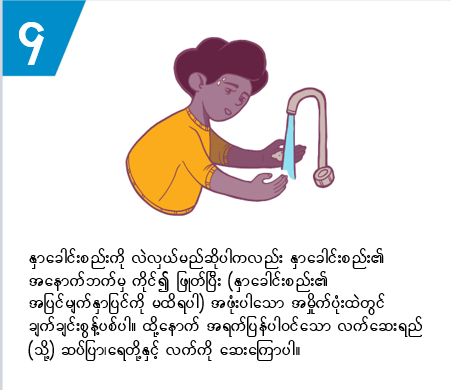 ၅
နှာခေါင်းစည်းကို လဲလှယ်မည်ဆိုပါကလည်း နှာခေါင်းစည်း၏
အနောက်ဘက်မှ ကိုင်၍ ဖြုတ်ပြီး (နှာခေါင်းစည်း၏
အပြင်မျက်နှာပြင်ကို မထိရပါ) အဖုံးပါသော အမှိုက်ပုံးထဲတွင်
ချက်ချင်းစွန့်ပစ်ပါ။ ထို့နောက် အရက်ပြန်ပါဝင်သော လက်ဆေးရည်
(သို့) ဆပ်ပြာ၊ရေတို့နှင့် လက်ကို ဆေးကြောပါ။